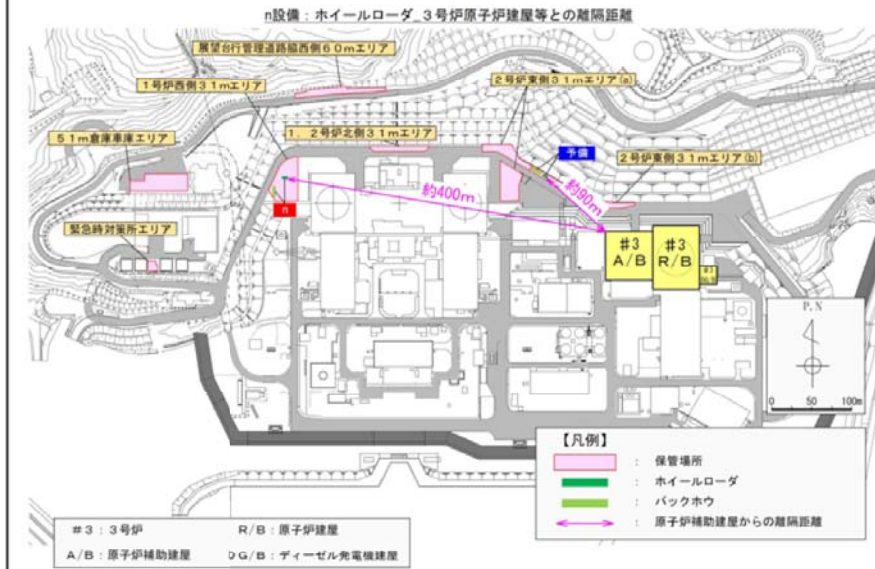 n設備：ホイールローダ_３号炉原子炉建屋等との離隔距離
展望台行管理道路脇西側６０ｍエリア
１号炉西側３１ｍエリア
２号炉東側３１ｍエリア(a)
５１ｍ倉庫車庫エリア
１．２号炉北側３１ｍエリア
予備
２号炉東側３１ｍエリア(b)
約400m
約90m
n
緊急時対策所エリア
#3
A/B
#3
R/B
#3
P.N
0 50 100m
【凡例】
： 保管場所
： ホイールローダ
： バックホウ
： 原子炉補助建屋からの離隔距離
#３：３号炉
R/B：原子炉建屋
A/B：原子炉補助建屋
DG/B：ディーゼル発電機建屋